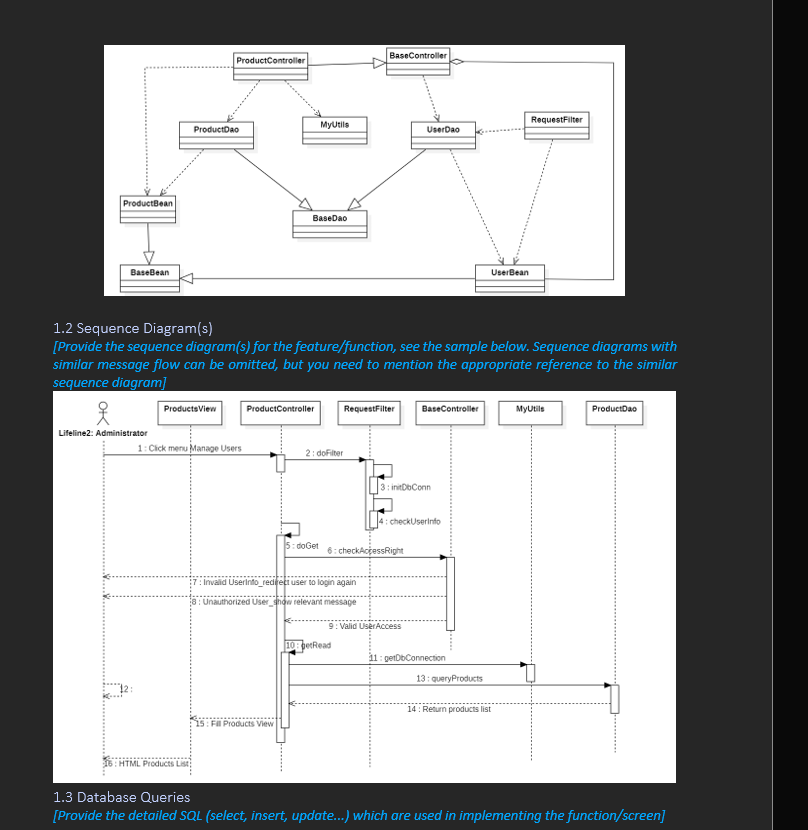 ProductController
BaseController
ProductDao
MyUtils
UserDao
RequestFilter
ProductBean
BaseDao
BaseBean
UserBean
1.2 Sequence Diagram(s)
[Provide the sequence diagram(s) for the feature/function, see the sample below. Sequence diagrams with
similar message flow can be omitted, but you need to mention the appropriate reference to the similar
sequence diagram]
ProductsView
ProductController
RequestFilter
BaseController
MyUtils
ProductDao
Lifeline2: Administrator
1 : Click menu Manage Users
2 : doFilter
3 : initDbConn
4 : checkUserInfo
5 : doGet
6 : checkAccessRight
7 : Invalid UserInfo_redirect user to login again
8 : Unauthorized User_show relevant message
9 : Valid UserAccess
10 : getRead
11 : getDbConnection
13 : queryProducts
12 :
14 : Return products list
15 : Fill Products View
16 : HTML Products List
1.3 Database Queries
[Provide the detailed SQL (select, insert, update...) which are used in implementing the function/screen]